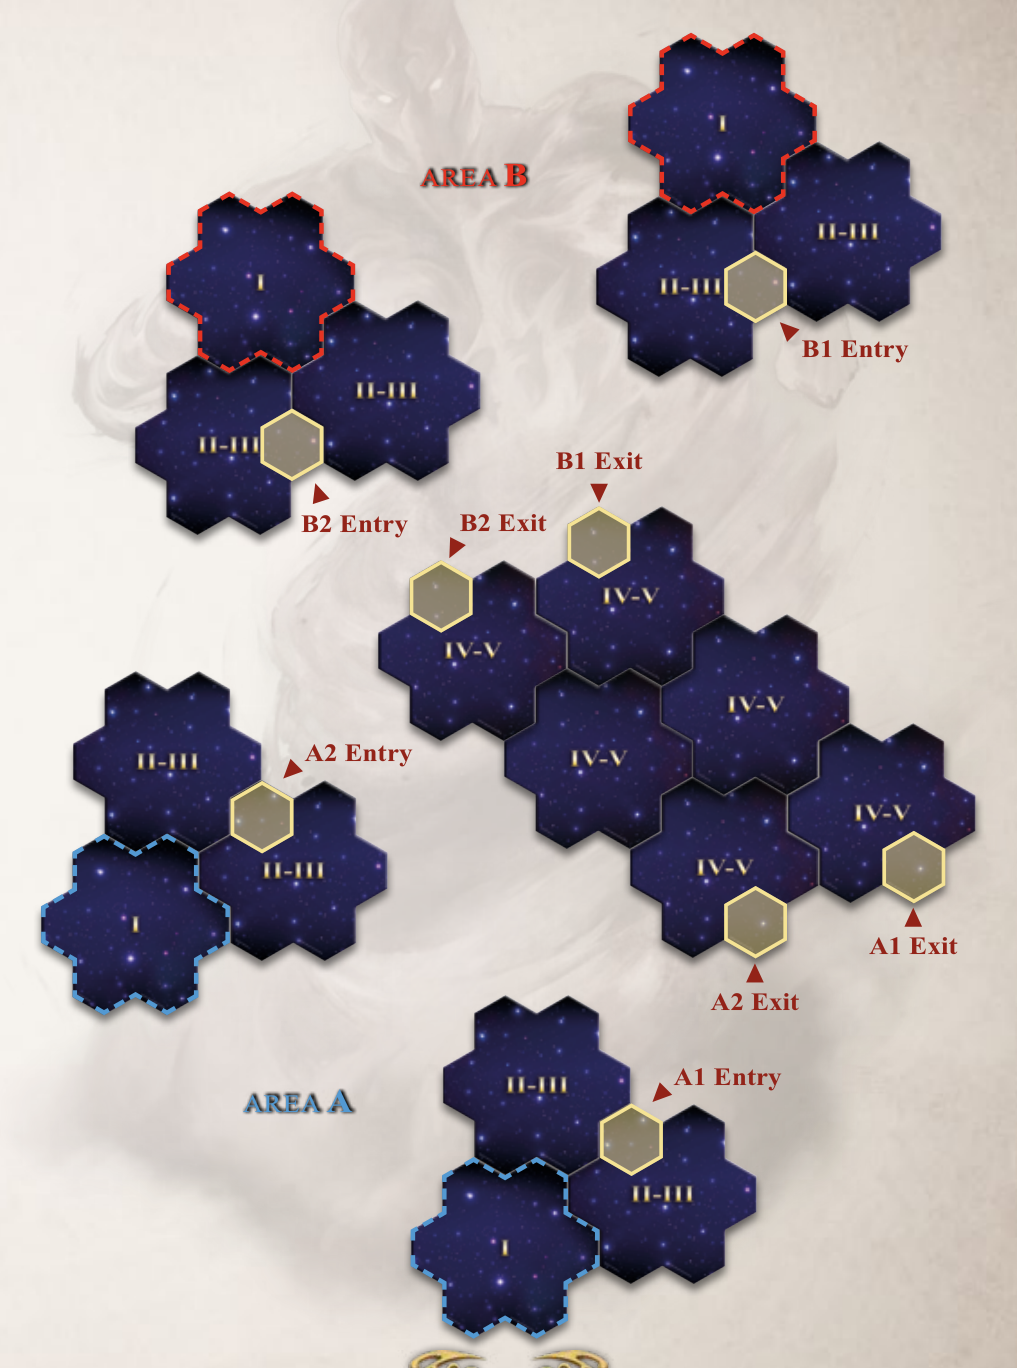 I
AREA B
II-III
II-III
B1 Entry
I
II-III
II-III
B2 Entry
B1 Exit
B2 Exit
IV-V
IV-V
IV-V
IV-V
IV-V
IV-V
A1 Exit
A2 Exit
II-III
A2 Entry
II-III
I
AREA A
A1 Entry
II-III
II-III
I